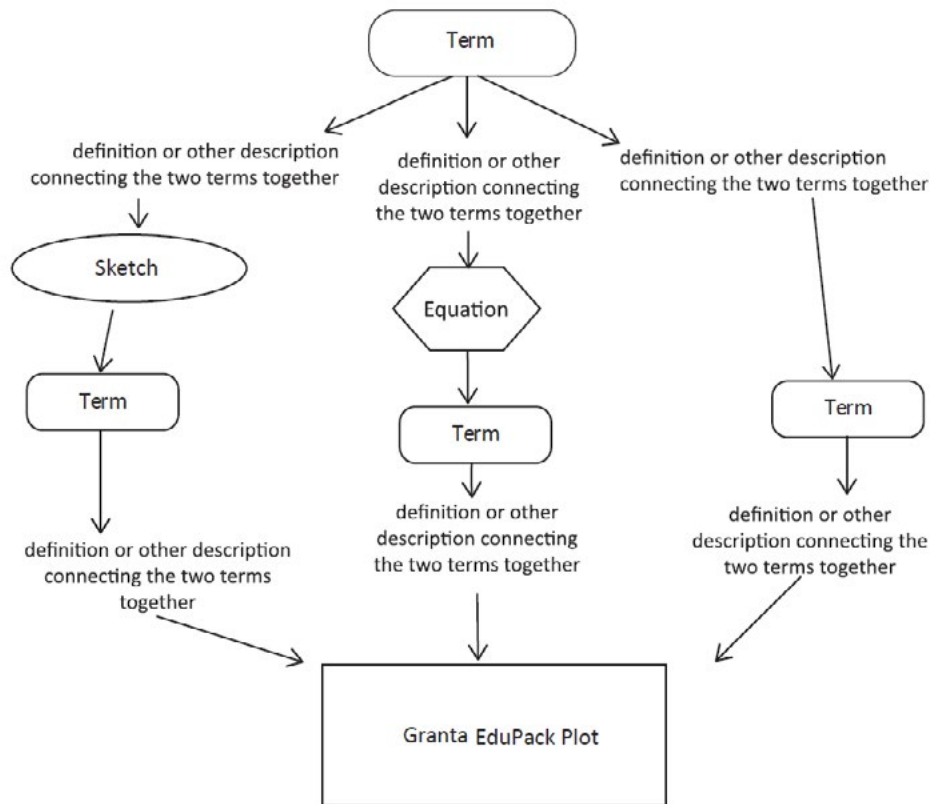 Term
definition or other description
connecting the two terms together
definition or other
description connecting
the two terms together
definition or other description
connecting the two terms together
Sketch
Equation
Term
Term
Term
definition or other description
connecting the two terms
together
definition or other
description connecting
the two terms together
definition or other
description connecting the
two terms together
Granta EduPack Plot